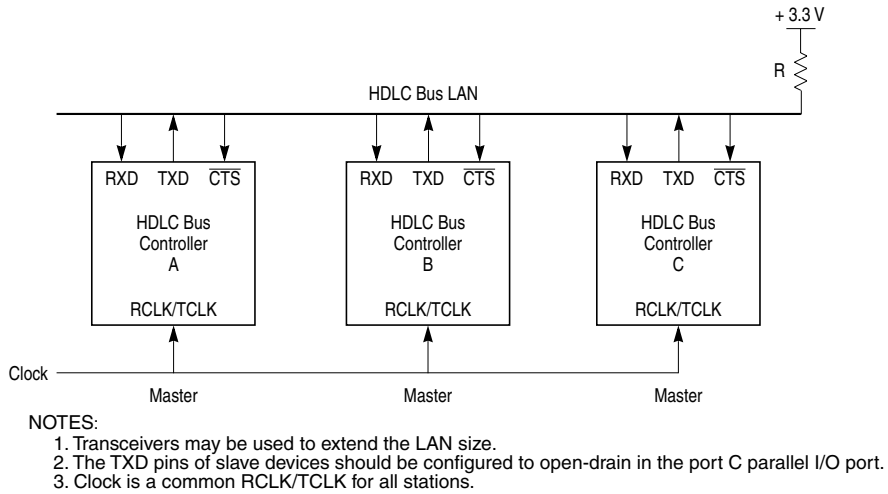 + 3.3 V
R
HDLC Bus LAN
RXD TXD CTS
HDLC Bus
Controller
A
RCLK/TCLK
RXD TXD CTS
HDLC Bus
Controller
B
RCLK/TCLK
RXD TXD CTS
HDLC Bus
Controller
C
RCLK/TCLK
Clock
Master
Master
Master
NOTES:
1. Transceivers may be used to extend the LAN size.
2. The TXD pins of slave devices should be configured to open-drain in the port C parallel I/O port.
3. Clock is a common RCLK/TCLK for all stations.